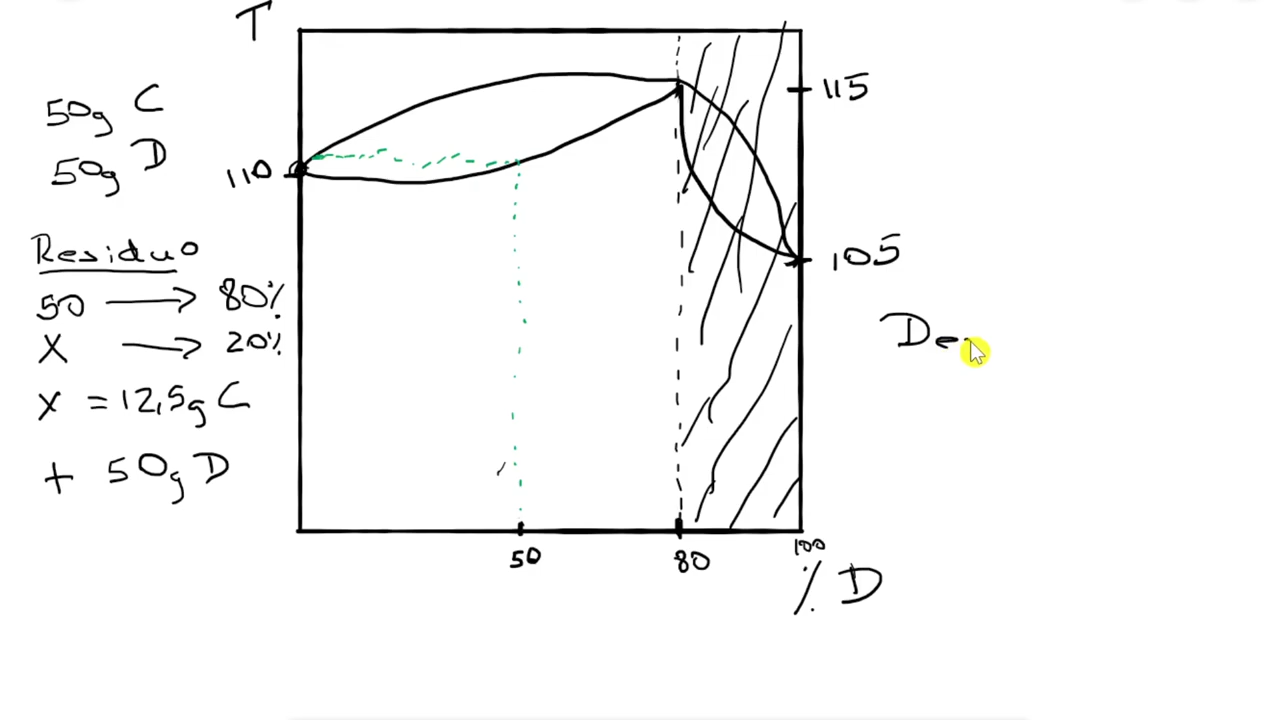 T
50g C
50g D
110
115
105
Residuo
50 → 80%
X → 20%
X = 12,5g C
+ 50g D
50
80
100
% D